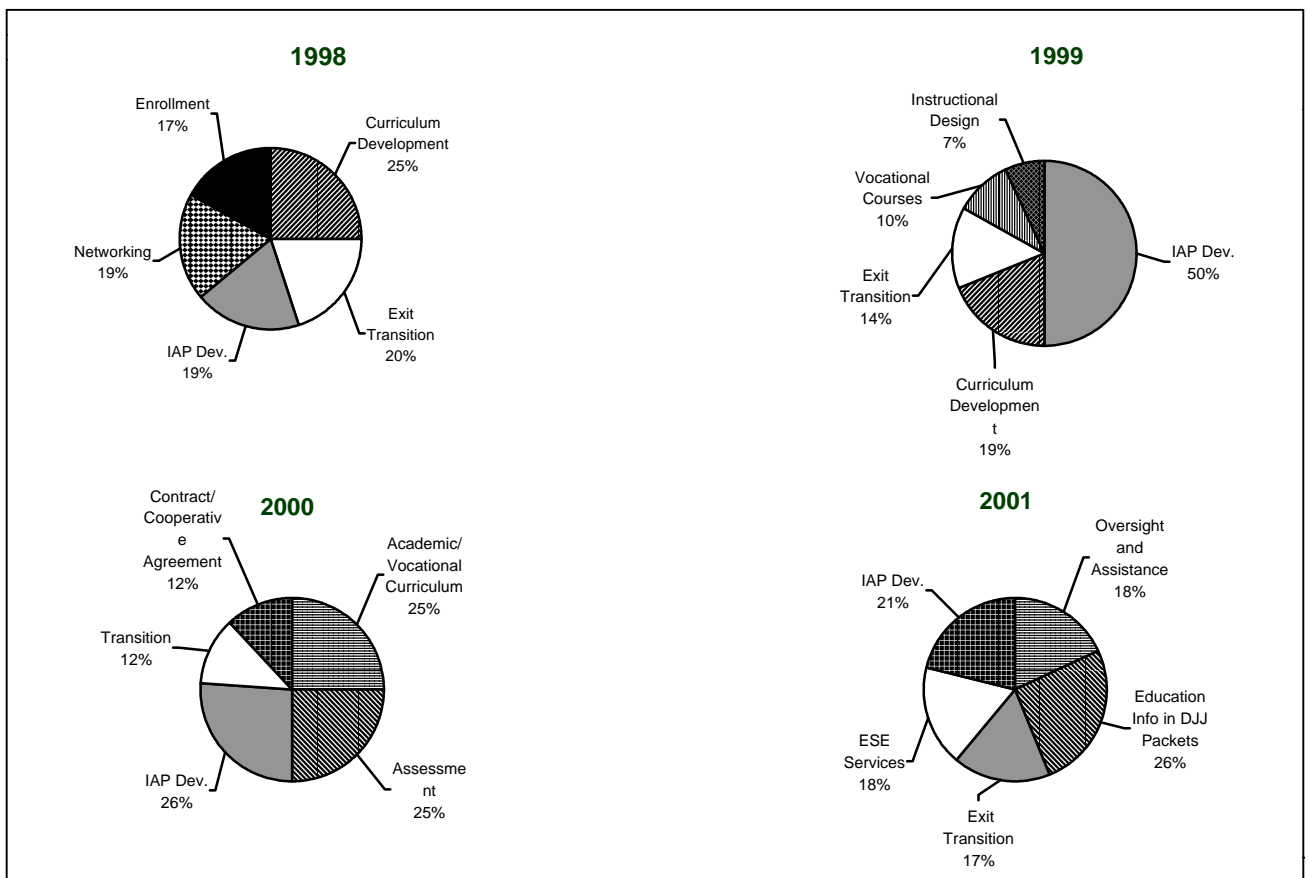 1998
Enrollment
17%
Curriculum
Development
25%
Networking
19%
IAP Dev.
19%
Exit
Transition
20%
1999
Instructional
Design
7%
Vocational
Courses
10%
Exit
Transition
14%
IAP Dev.
50%
Curriculum
Developmen
t
19%
2000
Contract/
Cooperativ
e
Agreement
12%
Academic/
Vocational
Curriculum
25%
Transition
12%
IAP Dev.
26%
Assessme
nt
25%
2001
Oversight
and
Assistance
18%
IAP Dev.
21%
Education
Info in DJJ
Packets
26%
ESE
Services
18%
Exit
Transition
17%